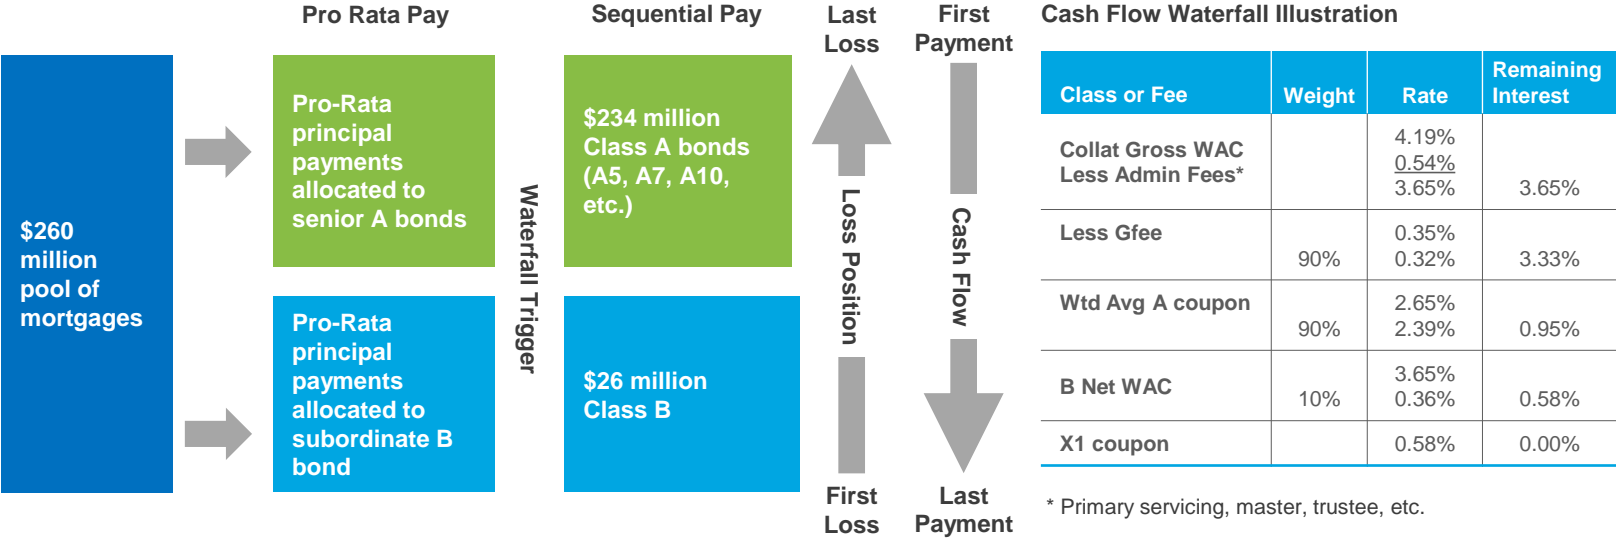 Pro Rata Pay
Sequential Pay
Last
Loss
First
Payment
Cash Flow Waterfall Illustration
$260
million
pool of
mortgages
Pro-Rata
principal
payments
allocated to
senior A bonds
Pro-Rata
principal
payments
allocated to
subordinate B
bond
Waterfall Trigger
$234 million
Class A bonds
(A5, A7, A10,
etc.)
$26 million
Class B
Loss Position
First
Loss
Cash Flow
Last
Payment
Class or Fee Weight Rate Remaining
Interest
4.19%
Collat Gross WAC 0.54%
Less Admin Fees* 3.65% 3.65%
Less Gfee 0.35%
90% 0.32% 3.33%
Wtd Avg A coupon 2.65%
90% 2.39% 0.95%
3.65%
B Net WAC 10% 0.36% 0.58%
X1 coupon 0.58% 0.00%
* Primary servicing, master, trustee, etc.